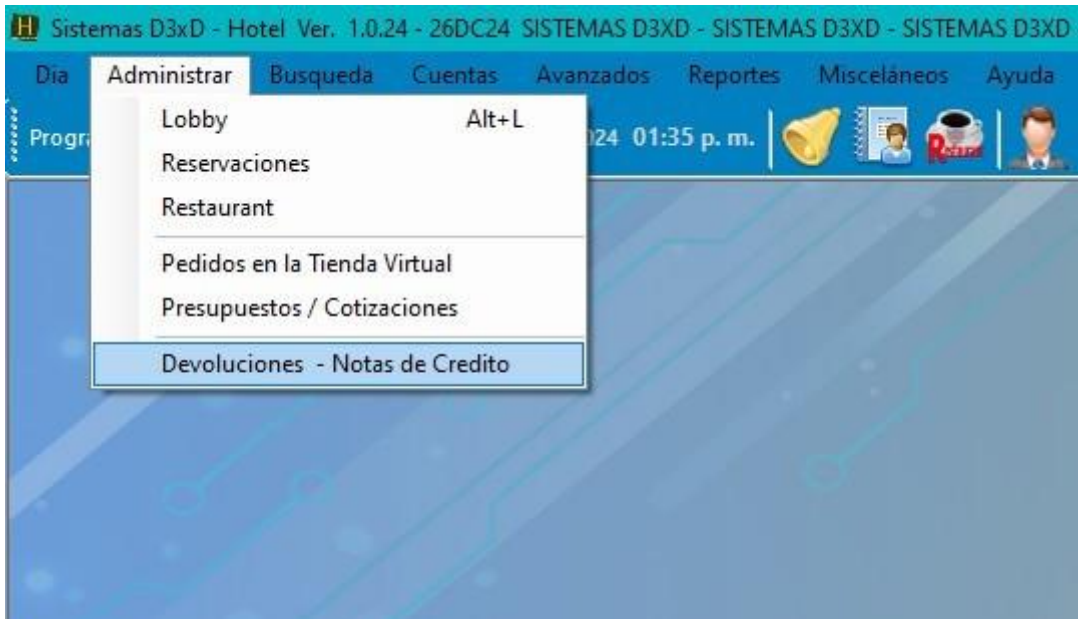 Sistemas D3xD - Hotel Ver. 1.0.24 - 26DC24 SISTEMAS D3XD - SISTEMAS D3XD - SISTEMAS D3XD
Dia Administrar Busqueda Cuentas Avanzados Reportes Misceláneos Ayuda
Lobby Alt+L
Progr 024 01:35 p. m.
Reservaciones
Restaurant
Pedidos en la Tienda Virtual
Presupuestos / Cotizaciones
Devoluciones - Notas de Credito